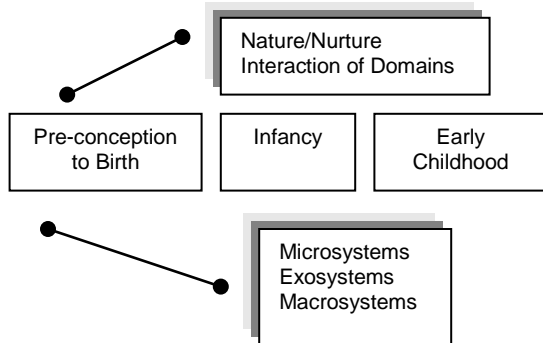 Nature/Nurture
Interaction of Domains
Pre-conception
to Birth
Infancy
Early
Childhood
Microsystems
Exosystems
Macrosystems